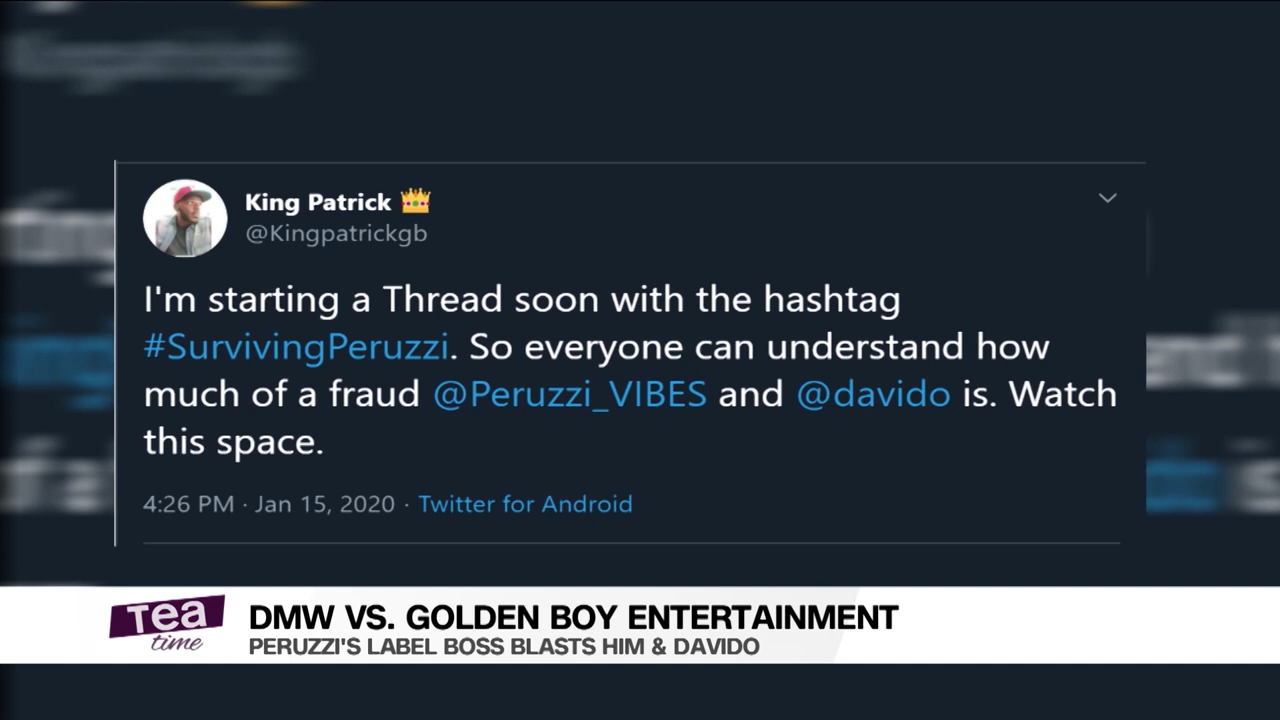 King Patrick 👑
@Kingpatrickgb
I'm starting a Thread soon with the hashtag
#SurvivingPeruzzi. So everyone can understand how
much of a fraud @Peruzzi_VIBES and @davido is. Watch
this space.
4:26 PM · Jan 15, 2020 · Twitter for Android
Tea
time
DMW VS. GOLDEN BOY ENTERTAINMENT
PERUZZI'S LABEL BOSS BLASTS HIM & DAVIDO